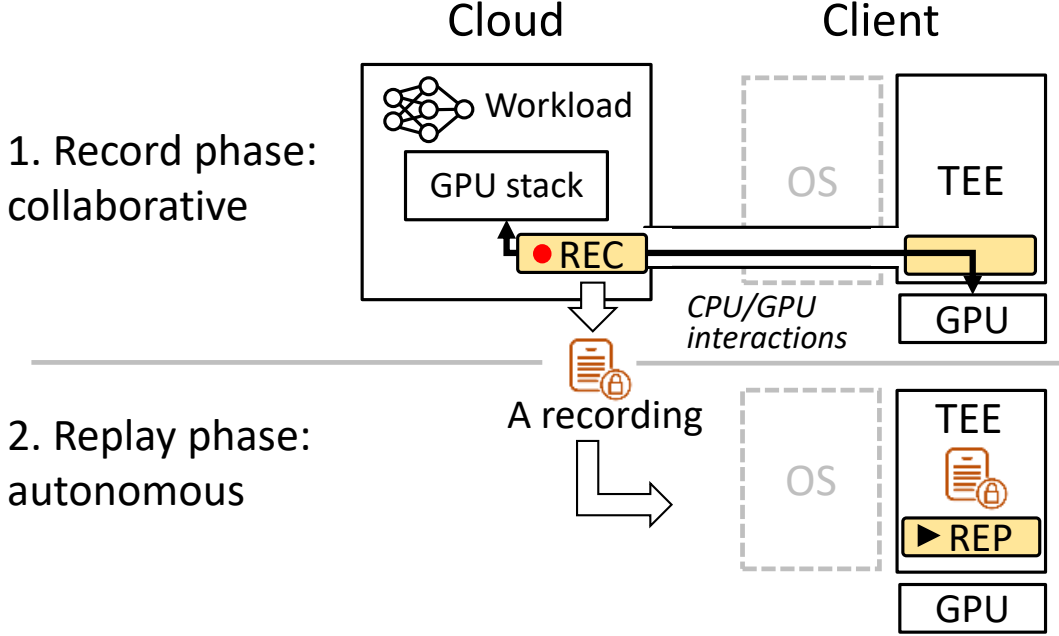 Cloud
Client
1. Record phase:
collaborative
Workload
GPU stack
REC
OS
TEE
CPU/GPU
interactions
GPU
A recording
2. Replay phase:
autonomous
OS
TEE
REP
GPU